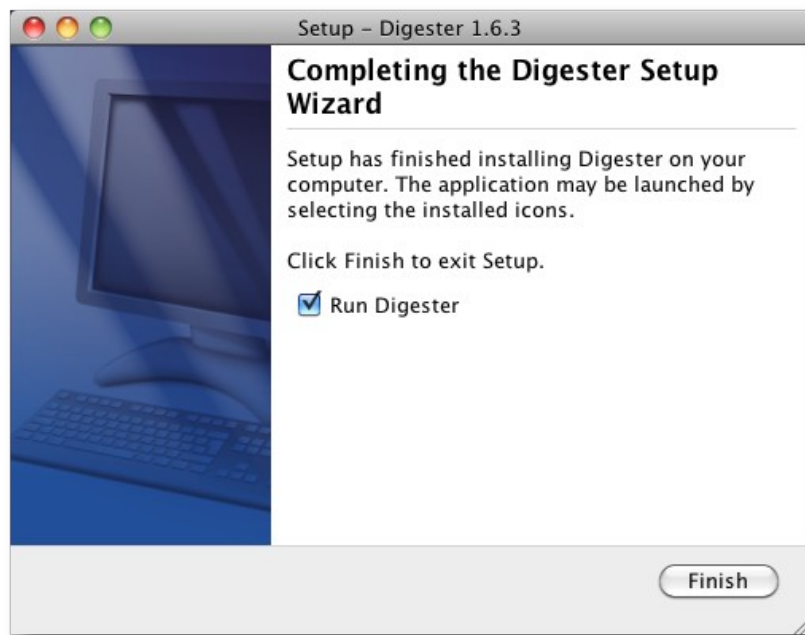 Setup – Digester 1.6.3
Completing the Digester Setup
Wizard
Setup has finished installing Digester on your
computer. The application may be launched by
selecting the installed icons.
Click Finish to exit Setup.
Run Digester
Finish